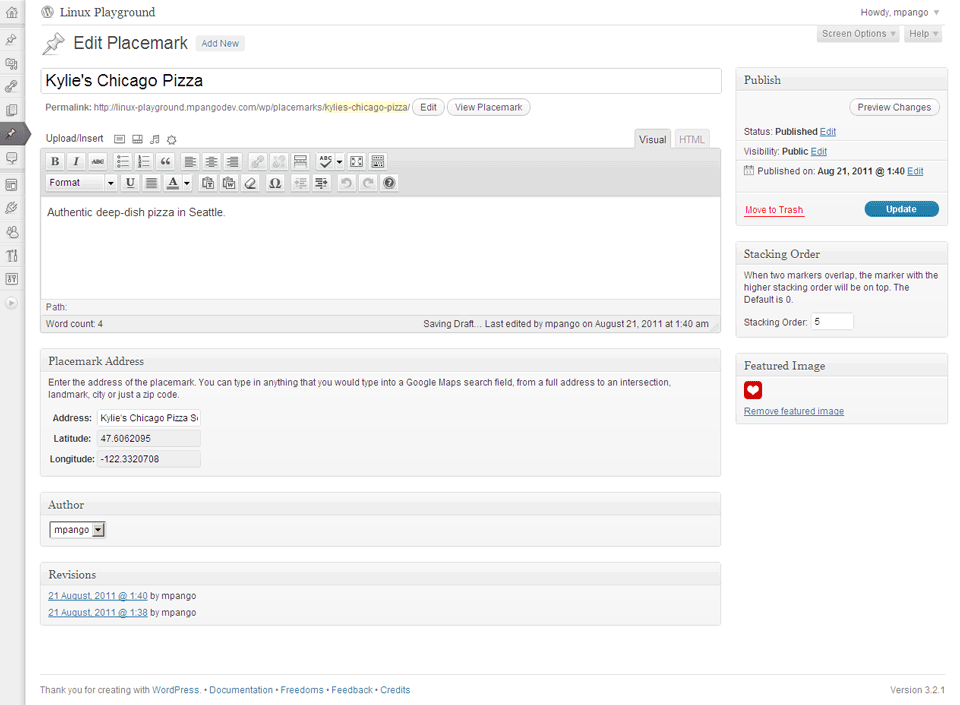 Linux Playground
Howdy, mpango
Screen Options
Help
Edit Placemark
Add New
Kylie's Chicago Pizza
Permalink: http://linux-playground.mpangodev.com/wp/placemarks/kylies-chicago-pizza/ Edit View Placemark
Upload/Insert
Visual
HTML
B I ABC “ ABC
Format U A
Authentic deep-dish pizza in Seattle.
Path:
Word count: 4
Saving Draft... Last edited by mpango on August 21, 2011 at 1:40 am
Placemark Address
Enter the address of the placemark. You can type in anything that you would type into a Google Maps search field, from a full address to an intersection,
landmark, city or just a zip code.
Address: Kylie's Chicago Pizza
Latitude: 47.6062095
Longitude: -122.3320708
Author
mpango
Revisions
21 August, 2011 @ 1:40 by mpango
21 August, 2011 @ 1:38 by mpango
Publish
Preview Changes
Status: Published Edit
Visibility: Public Edit
Published on: Aug 21, 2011 @ 1:40 Edit
Move to Trash
Update
Stacking Order
When two markers overlap, the marker with the
higher stacking order will be on top. The
Default is 0.
Stacking Order: 5
Featured Image
Remove featured image
Thank you for creating with WordPress. • Documentation • Freedoms • Feedback • Credits
Version 3.2.1